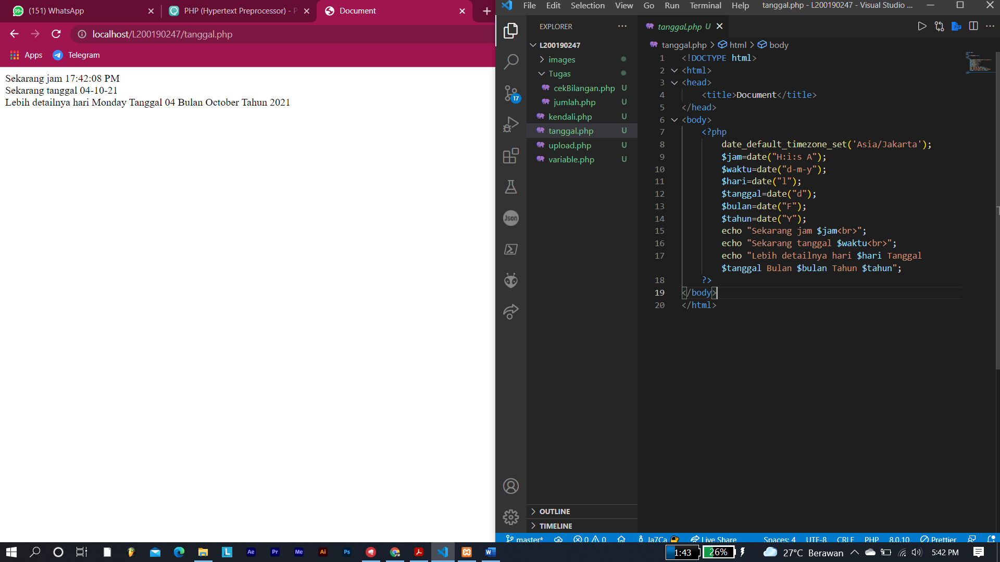 (151) WhatsApp
PHP (Hypertext Preprocessor) - P
Document
localhost/L200190247/tanggal.php
Apps
Telegram
Sekarang jam 17:42:08 PM
Sekarang tanggal 04-10-21
Lebih detailnya hari Monday Tanggal 04 Bulan October Tahun 2021
File Edit Selection View Go Run Terminal Help
tanggal.php - L200190247 - Visual Studio ...
EXPLORER
L200190247
images
Tugas
cekBilangan.php U
jumlah.php U
kendali.php U
tanggal.php U
upload.php U
variable.php U
17
Json
OUTLINE
TIMELINE
tanggal.php U
tanggal.php > html > body
1 <!DOCTYPE html>
2 <html>
3 <head>
4 <title>Document</title>
5 </head>
6 <body>
7 <?php
8 date_default_timezone_set('Asia/Jakarta');
9 $jam=date("H:i:s A");
10 $waktu=date("d-m-y");
11 $hari=date("l");
12 $tanggal=date("d");
13 $bulan=date("F");
14 $tahun=date("Y");
15 echo "Sekarang jam $jam<br>";
16 echo "Sekarang tanggal $waktu<br>";
17 echo "Lebih detailnya hari $hari Tanggal
$tanggal Bulan $bulan Tahun $tahun";
18 ?>
19 </body>
20 </html>
master* 0 0 Ja7Ca Live Share Spaces: 4 UTF-8 CRLF PHP 8.0.10 Prettier
L Ae Pr Me Ai Ps
1:43 26% 27°C Berawan 5:42 PM